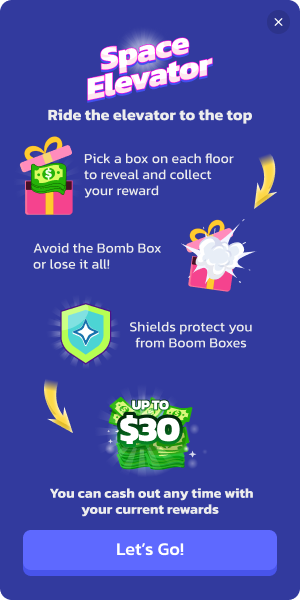 Space
Elevator
Ride the elevator to the top
Pick a box on each floor
to reveal and collect
your reward
Avoid the Bomb Box
or lose it all!
Shields protect you
from Boom Boxes
UP TO
$30
You can cash out any time with
your current rewards
Let's Go!